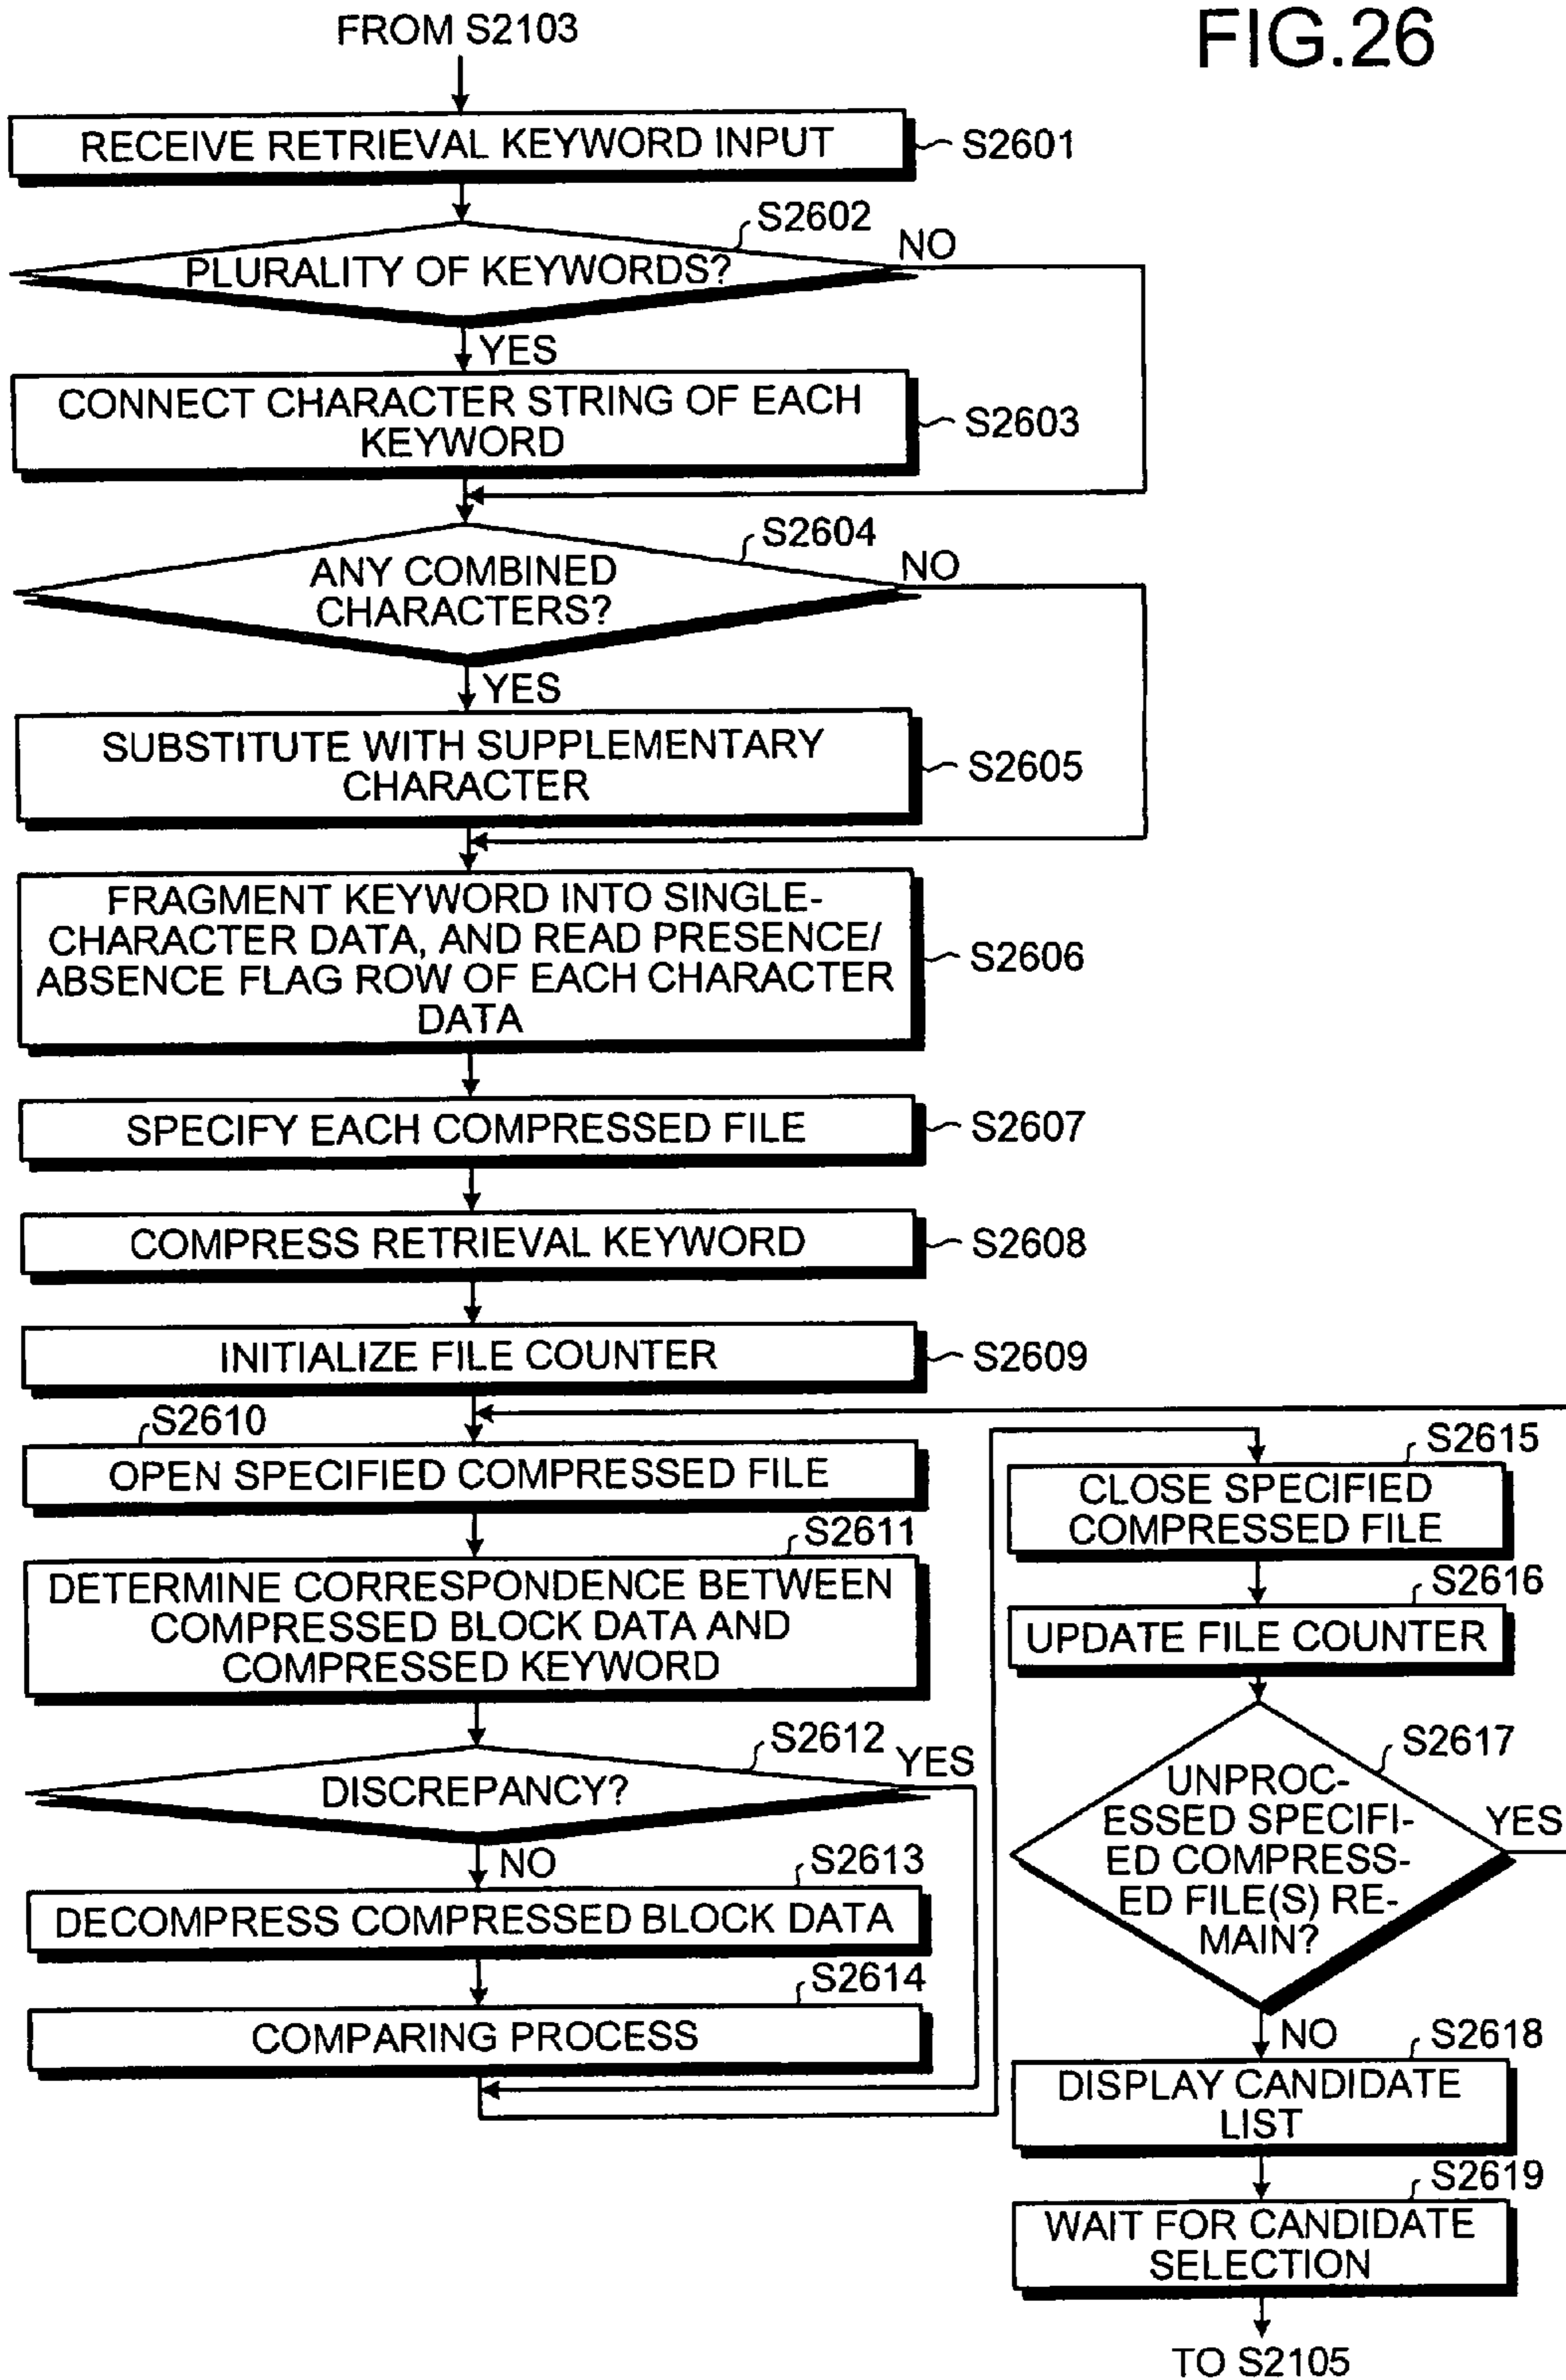 FIG.26
FROM S2103
RECEIVE RETRIEVAL KEYWORD INPUT
S2601
S2602
PLURALITY OF KEYWORDS?
NO
YES
CONNECT CHARACTER STRING OF EACH
KEYWORD
S2603
S2604
ANY COMBINED
CHARACTERS?
NO
YES
SUBSTITUTE WITH SUPPLEMENTARY
CHARACTER
S2605
FRAGMENT KEYWORD INTO SINGLE-
CHARACTER DATA, AND READ PRESENCE/
ABSENCE FLAG ROW OF EACH CHARACTER
DATA
S2606
SPECIFY EACH COMPRESSED FILE
S2607
COMPRESS RETRIEVAL KEYWORD
S2608
INITIALIZE FILE COUNTER
S2609
S2610
OPEN SPECIFIED COMPRESSED FILE
S2611
DETERMINE CORRESPONDENCE BETWEEN
COMPRESSED BLOCK DATA AND
COMPRESSED KEYWORD
S2612
DISCREPANCY?
YES
NO
S2613
DECOMPRESS COMPRESSED BLOCK DATA
S2614
COMPARING PROCESS
S2615
CLOSE SPECIFIED
COMPRESSED FILE
S2616
UPDATE FILE COUNTER
S2617
UNPROC-
ESSED SPECIFI-
ED COMPRESS-
ED FILE(S) RE-
MAIN?
YES
NO
S2618
DISPLAY CANDIDATE
LIST
S2619
WAIT FOR CANDIDATE
SELECTION
TO S2105